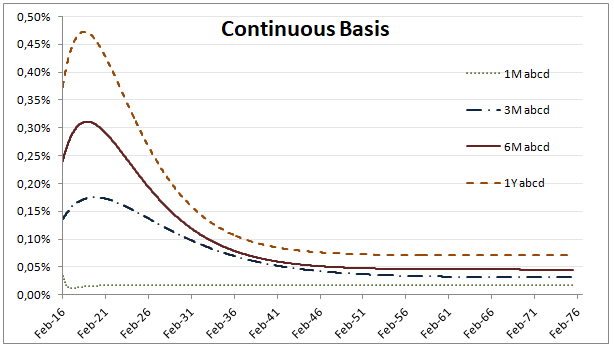 Continuous Basis
0,50%
0,45%
0,40%
0,35%
0,30%
0,25%
0,20%
0,15%
0,10%
0,05%
0,00%
1M abcd
3M abcd
6M abcd
1Y abcd
Feb-16
Feb-21
Feb-26
Feb-31
Feb-36
Feb-41
Feb-46
Feb-51
Feb-56
Feb-61
Feb-66
Feb-71
Feb-76